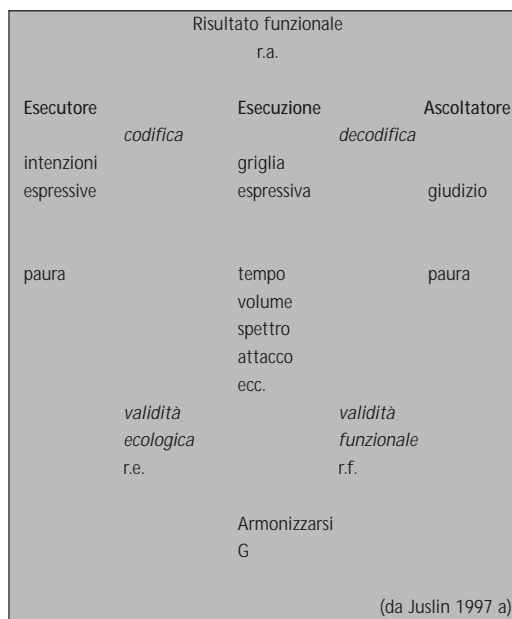 Risultato funzionale
r.a.
Esecutore Esecuzione Ascoltatore
codifica decodifica
intenzioni griglia
espressive espressiva giudizio
paura tempo paura
volume
spettro
attacco
ecc.
validità validità
ecologica funzionale
r.e. r.f.
Armonizzarsi
G
(da Juslin 1997 a)